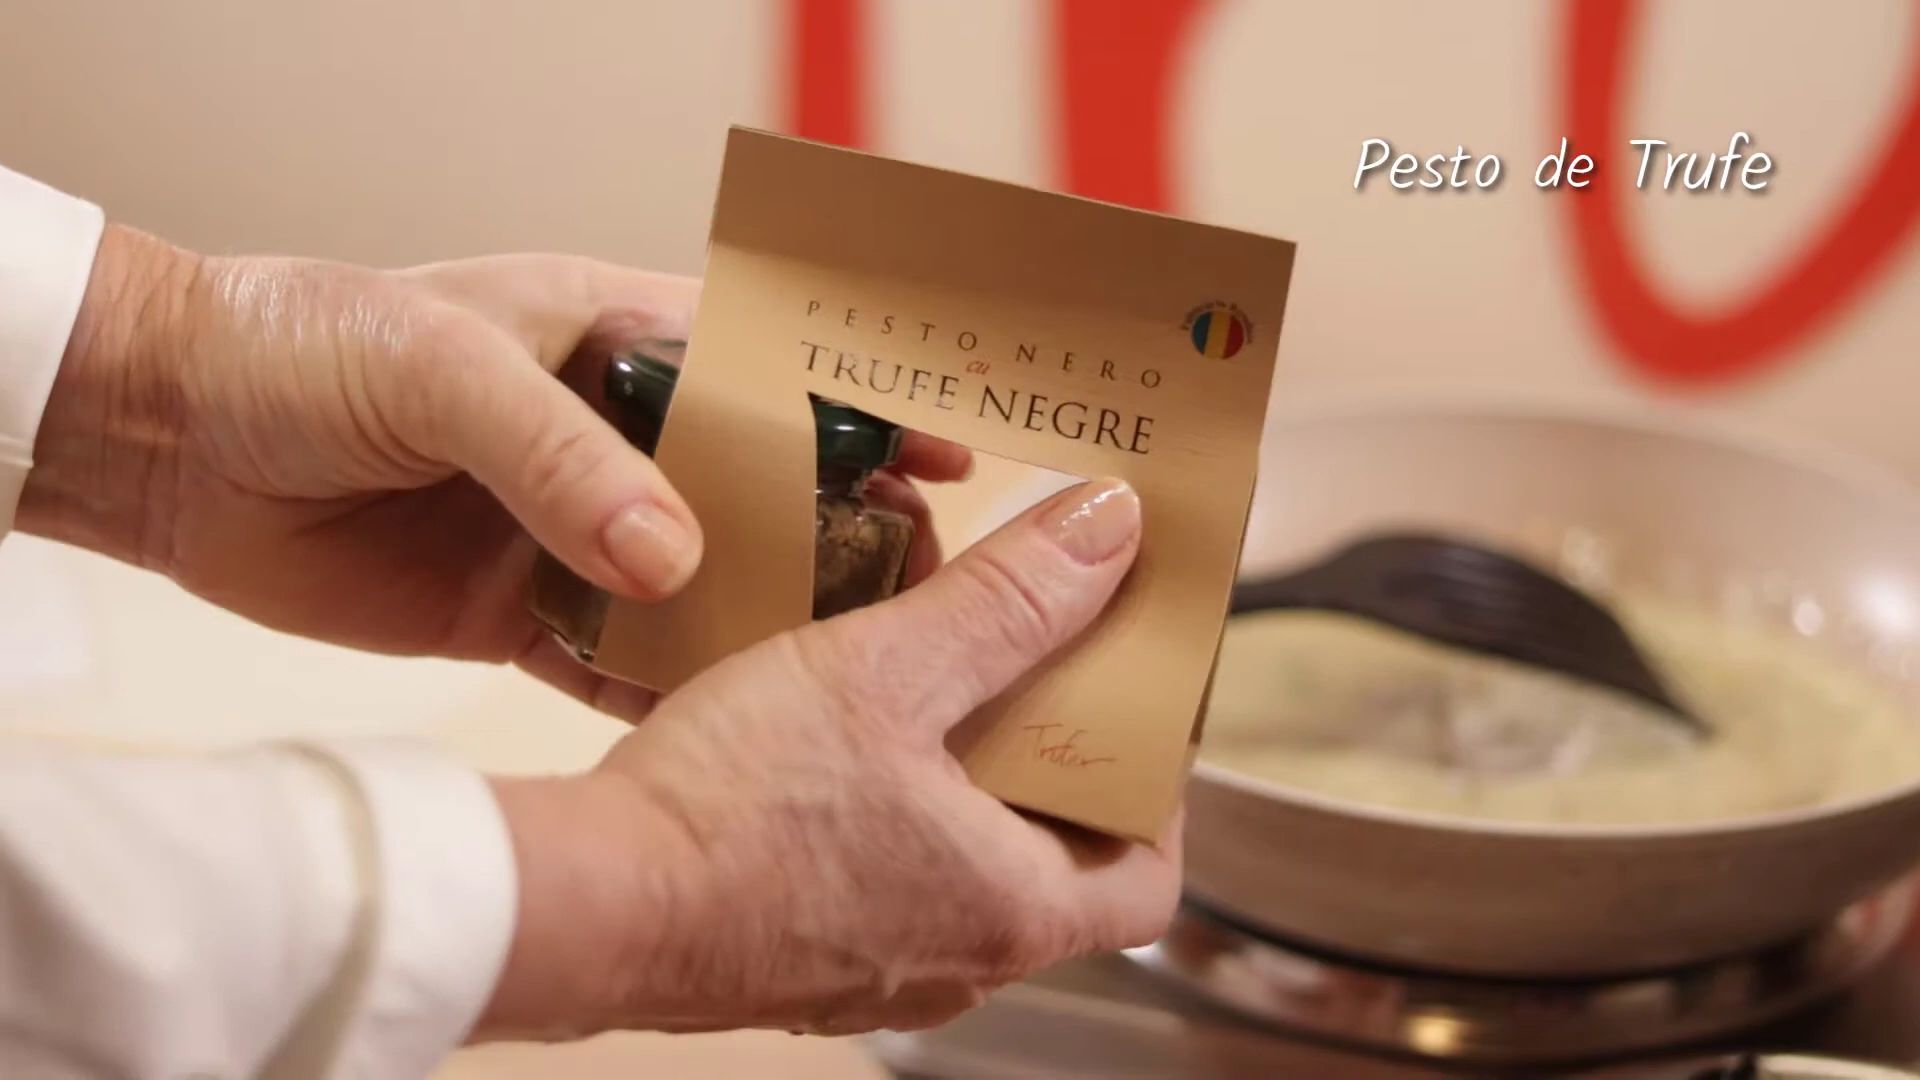 Pesto de Trufe
PESTO NERO
cu
TRUFE NEGRE
Trufer